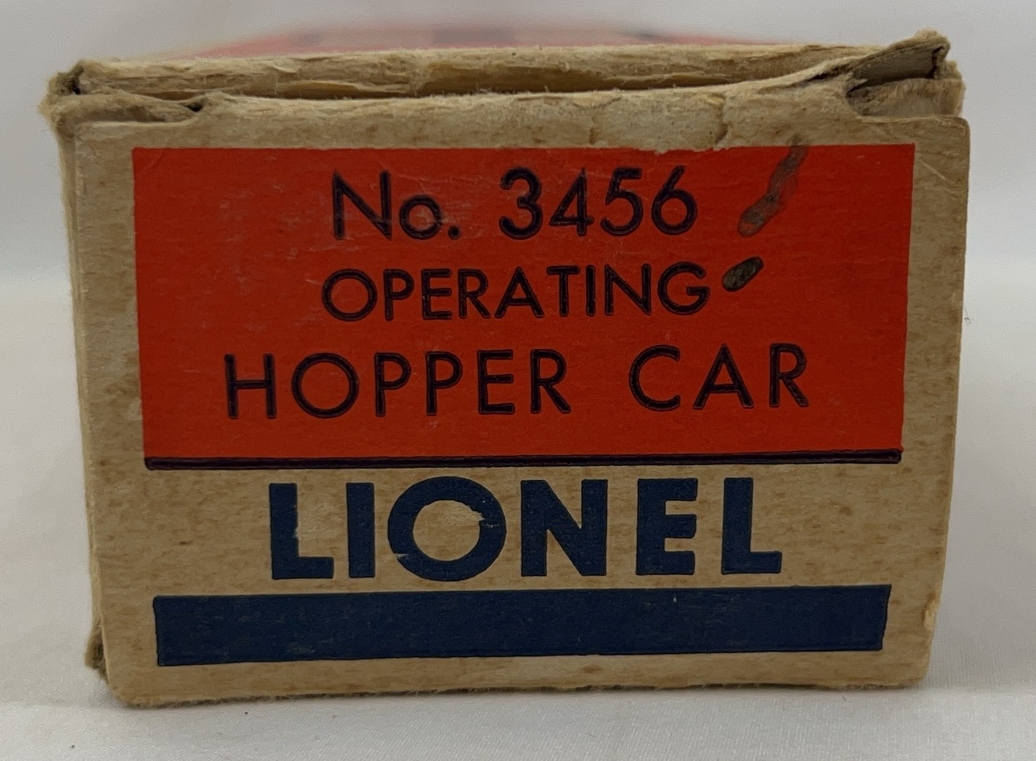 No. 3456
OPERATING
HOPPER CAR
LIONEL